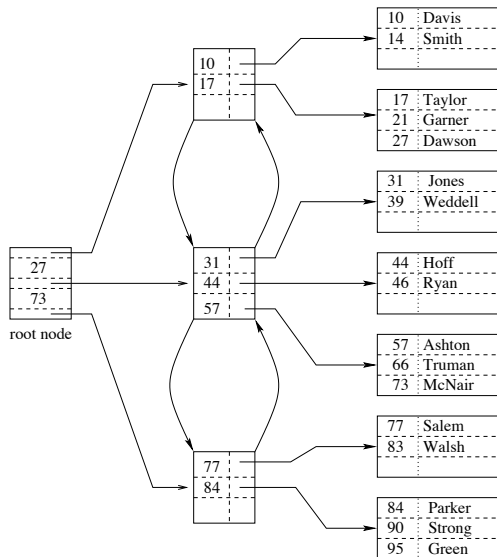 27
73
root node
10
17
31
44
57
77
84
10 Davis
14 Smith
17 Taylor
21 Garner
27 Dawson
31 Jones
39 Weddell
44 Hoff
46 Ryan
57 Ashton
66 Truman
73 McNair
77 Salem
83 Walsh
84 Parker
90 Strong
95 Green